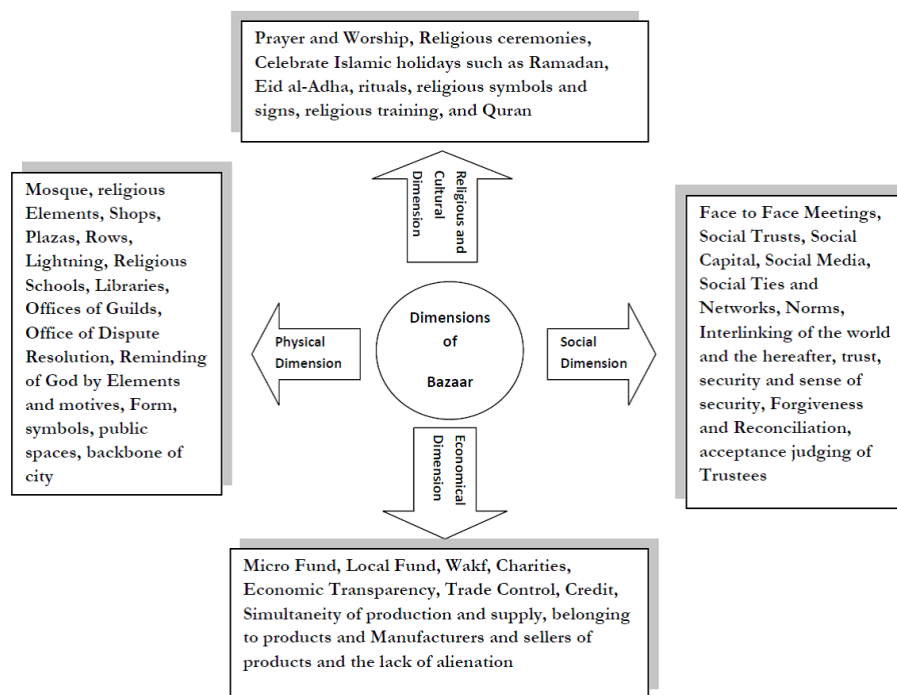 Prayer and Worship, Religious ceremonies,
Celebrate Islamic holidays such as Ramadan,
Eid al-Adha, rituals, religious symbols and
signs, religious training, and Quran
Religious and
Cultural
Dimension
Mosque, religious
Elements, Shops,
Plazas, Rows,
Lightning, Religious
Schools, Libraries,
Offices of Guilds,
Office of Dispute
Resolution, Reminding
of God by Elements
and motives, Form,
symbols, public
spaces, backbone of
city
Physical
Dimension
Dimensions
of
Bazaar
Social
Dimension
Face to Face Meetings,
Social Trusts, Social
Capital, Social Media,
Social Ties and
Networks, Norms,
Interlinking of the world
and the hereafter, trust,
security and sense of
security, Forgiveness
and Reconciliation,
acceptance judging of
Trustees
Economical
Dimension
Micro Fund, Local Fund, Wakf, Charities,
Economic Transparency, Trade Control, Credit,
Simultaneity of production and supply, belonging
to products and Manufacturers and sellers of
products and the lack of alienation